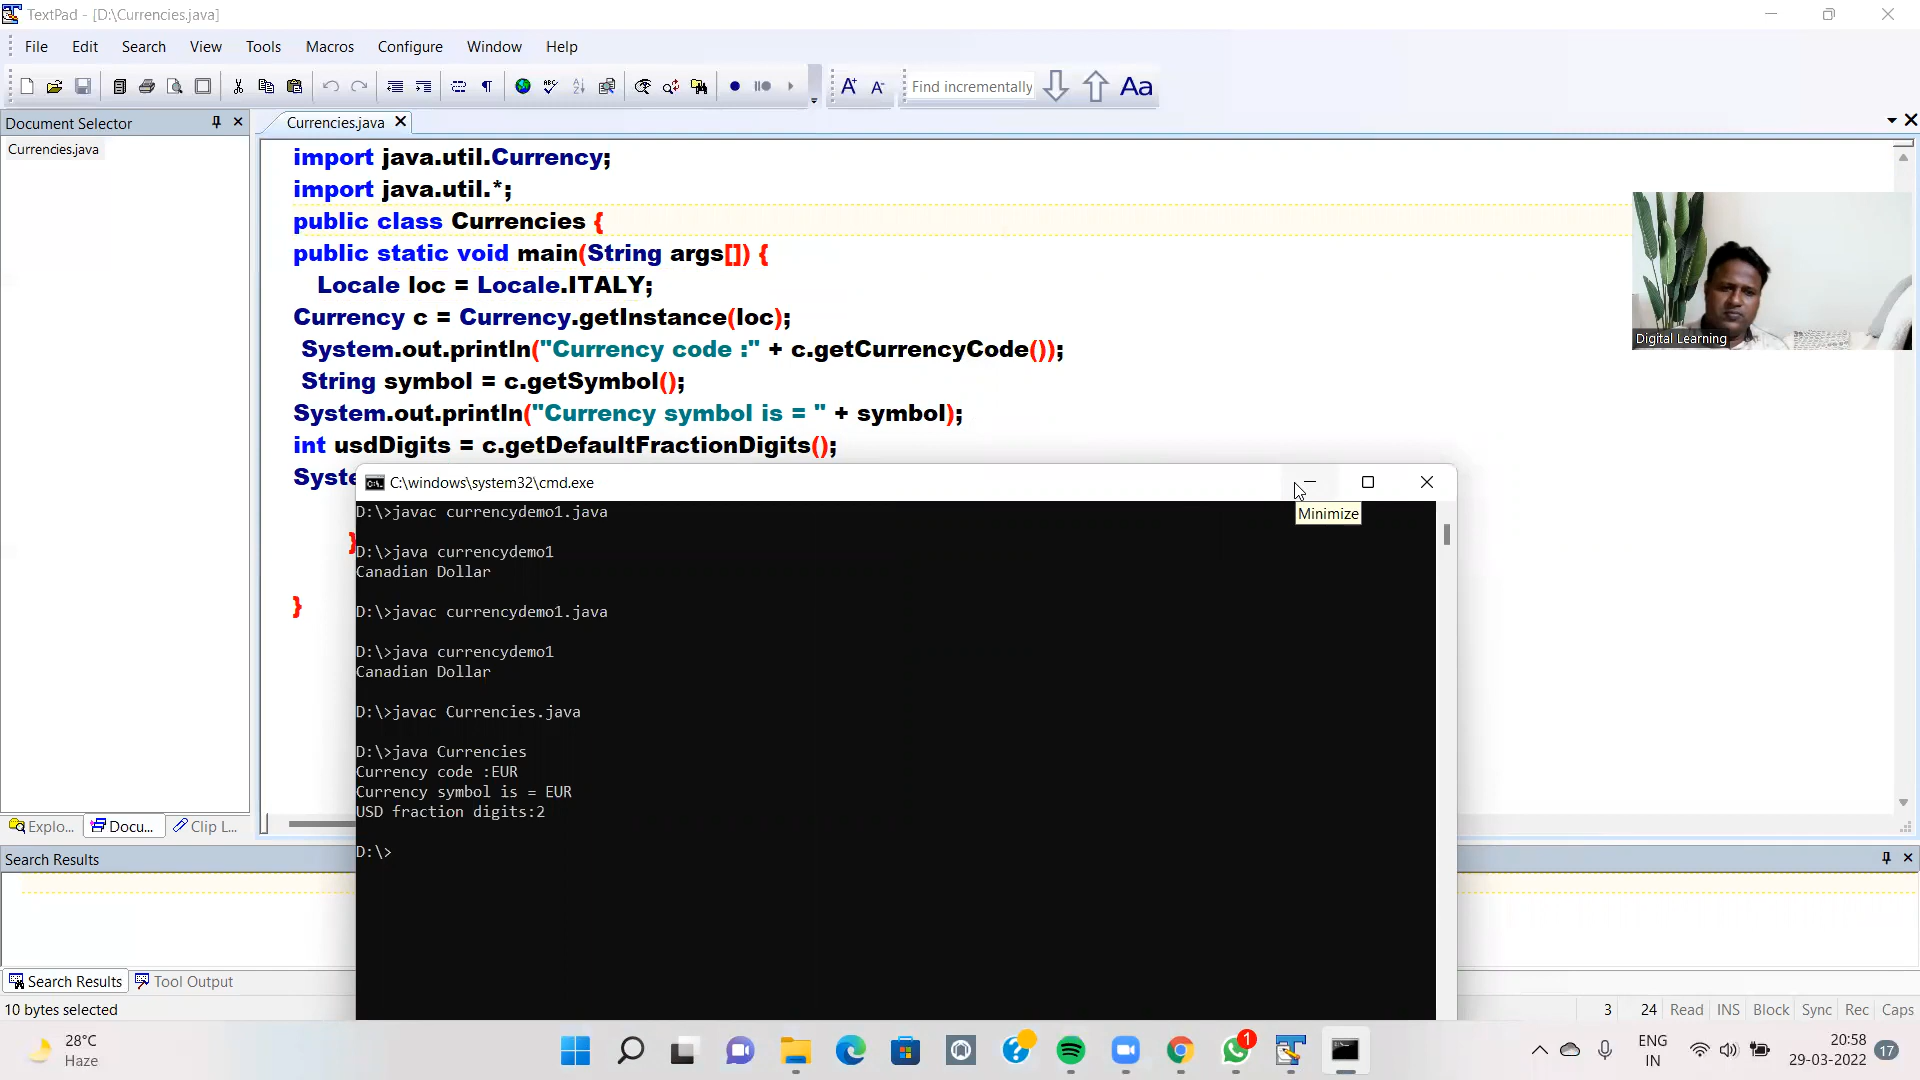 TextPad - [D:\Currencies.java]
File Edit Search View Tools Macros Configure Window Help
Find incrementally
Aa
Document Selector
Currencies.java
Currencies.java
import java.util.Currency;
import java.util.*;
public class Currencies {
public static void main(String args[]) {
Locale loc = Locale.ITALY;
Currency c = Currency.getInstance(loc);
System.out.println("Currency code :" + c.getCurrencyCode());
String symbol = c.getSymbol();
System.out.println("Currency symbol is = " + symbol);
int usdDigits = c.getDefaultFractionDigits();
Syste
}
}
Digital Learning
C:\windows\system32\cmd.exe
Minimize
D:\>javac currencydemo1.java
D:\>java currencydemo1
Canadian Dollar
D:\>javac currencydemo1.java
D:\>java currencydemo1
Canadian Dollar
D:\>javac Currencies.java
D:\>java Currencies
Currency code :EUR
Currency symbol is = EUR
USD fraction digits:2
D:\>
Explo... Docu... Clip L...
Search Results
Search Results Tool Output
10 bytes selected
3 24 Read INS Block Sync Rec Caps
28°C
Haze
1
ENG
IN
20:58
29-03-2022
17